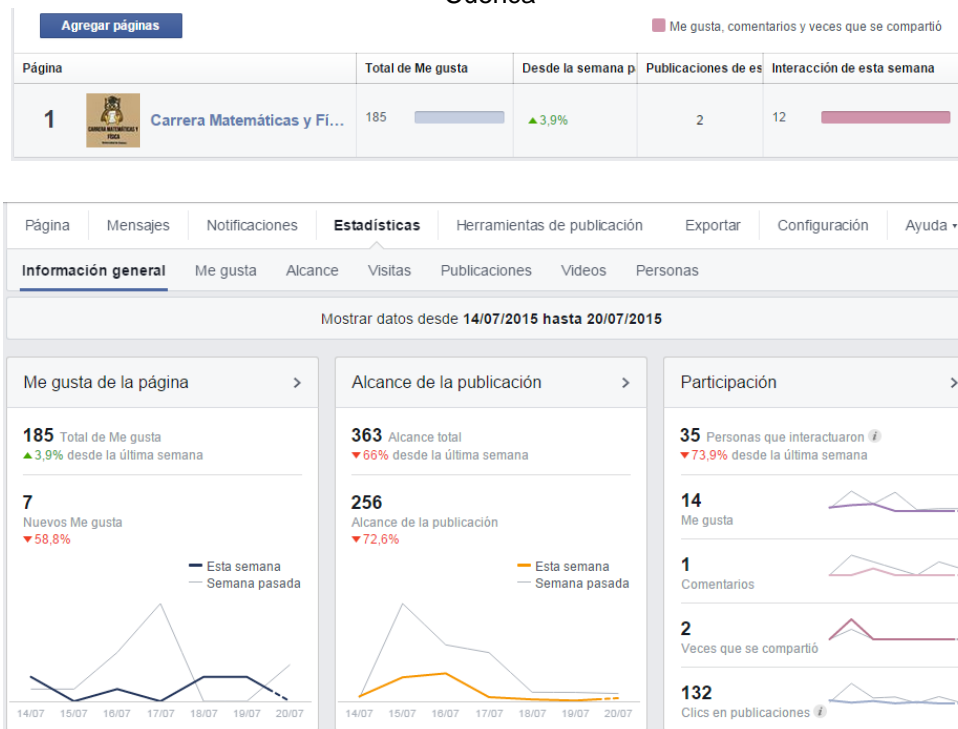 Agregar páginas
Me gusta, comentarios y veces que se compartió
Página Total de Me gusta Desde la semana p Publicaciones de es Interacción de esta semana
1 Carrera Matemáticas y Fí... 185 3,9% 2 12
CARRERA MATEMÁTICAS Y
FÍSICA
Página Mensajes Notificaciones Estadísticas Herramientas de publicación Exportar Configuración Ayuda
Información general Me gusta Alcance Visitas Publicaciones Videos Personas
Mostrar datos desde 14/07/2015 hasta 20/07/2015
Me gusta de la página
185 Total de Me gusta
3,9% desde la última semana
7
Nuevos Me gusta
58,8%
Esta semana
Semana pasada
14/07 15/07 16/07 17/07 18/07 19/07 20/07
Alcance de la publicación
363 Alcance total
66% desde la última semana
256
Alcance de la publicación
72,6%
Esta semana
Semana pasada
14/07 15/07 16/07 17/07 18/07 19/07 20/07
Participación
35 Personas que interactuaron i
73,9% desde la última semana
14
Me gusta
1
Comentarios
2
Veces que se compartió
132
Clics en publicaciones i